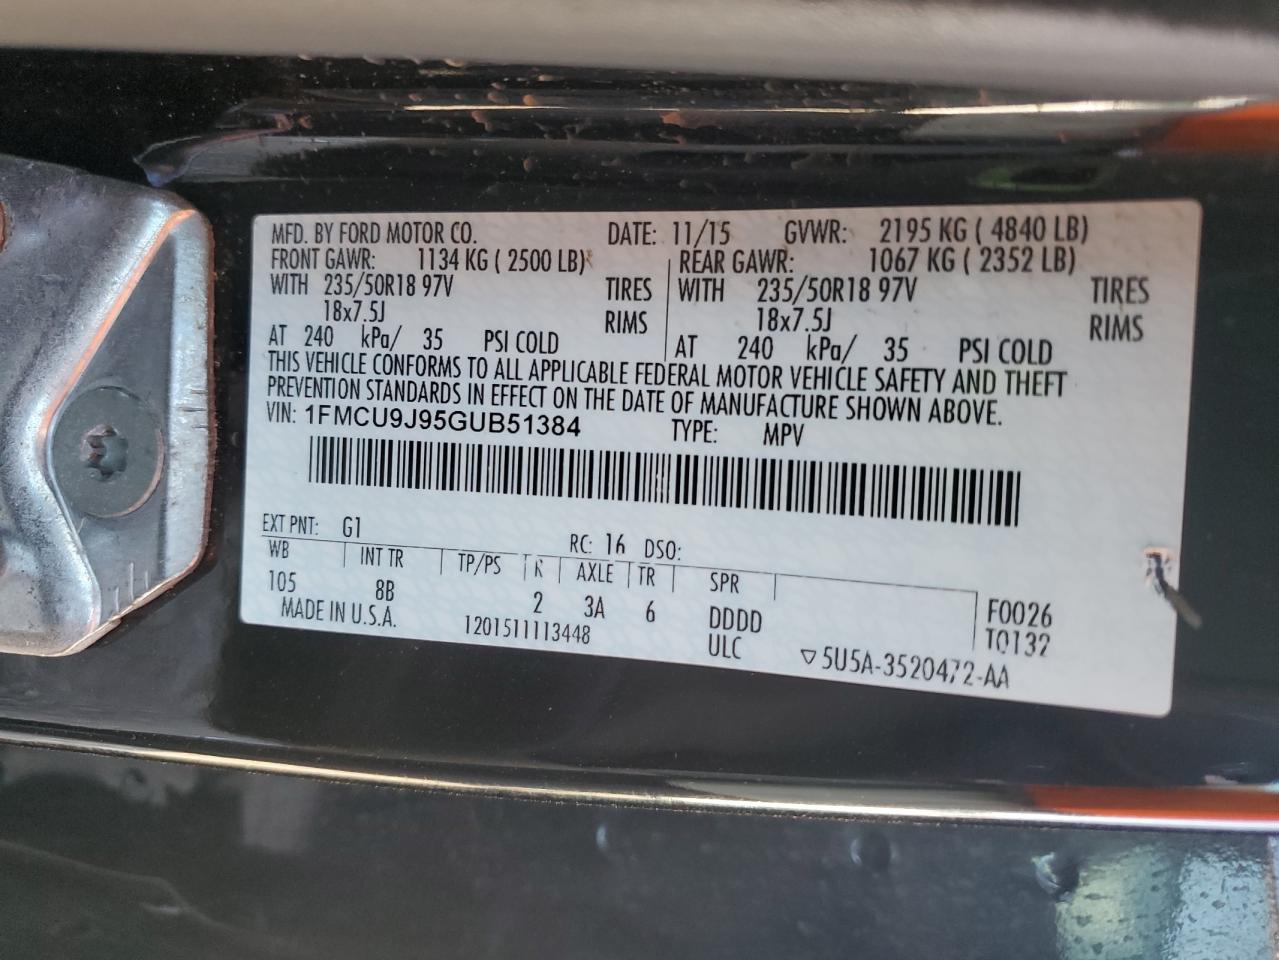 MFD. BY FORD MOTOR CO. DATE: 11/15 GVWR: 2195 KG ( 4840 LB)
FRONT GAWR: 1134 KG ( 2500 LB) REAR GAWR: 1067 KG ( 2352 LB)
WITH 235/50R18 97V TIRES WITH 235/50R18 97V TIRES
18x7.5J RIMS 18x7.5J RIMS
AT 240 kPa/ 35 PSI COLD AT 240 kPa/ 35 PSI COLD
THIS VEHICLE CONFORMS TO ALL APPLICABLE FEDERAL MOTOR VEHICLE SAFETY AND THEFT
PREVENTION STANDARDS IN EFFECT ON THE DATE OF MANUFACTURE SHOWN ABOVE.
VIN: 1FMCU9J95GUB51384 TYPE: MPV
EXT PNT: G1 RC: 16 DSO:
WB INT TR TP/PS R AXLE TR SPR
105 8B 2 3A 6 DDDD F0026
MADE IN U.S.A. 1201511113448 ULC T0132
▽5U5A-3520472-AA